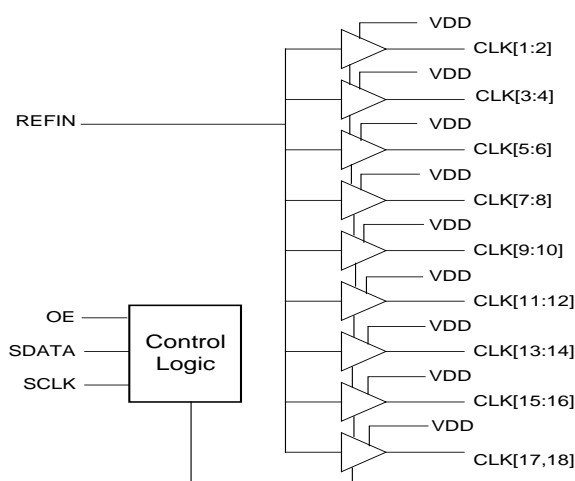 VDD
CLK[1:2]
VDD
CLK[3:4]
REFIN
VDD
CLK[5:6]
VDD
CLK[7:8]
VDD
CLK[9:10]
VDD
CLK[11:12]
OE
SDATA
SCLK
Control
Logic
VDD
CLK[13:14]
VDD
CLK[15:16]
VDD
CLK[17,18]